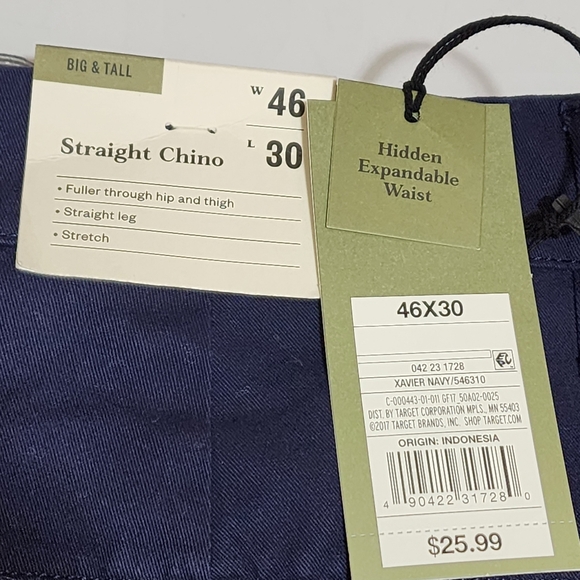 BIG & TALL
W 46
Straight Chino
L 30
• Fuller through hip and thigh
• Straight leg
• Stretch
Hidden
Expandable
Waist
46X30
042 23 1728
XAVIER NAVY/546310
C-000443-01-011 GF17_50A02-0025
DIST. BY TARGET CORPORATION MPLS., MN 55403
©2017 TARGET BRANDS, INC. SHOP TARGET.COM
ORIGIN: INDONESIA
4 90422 31728 0
$25.99